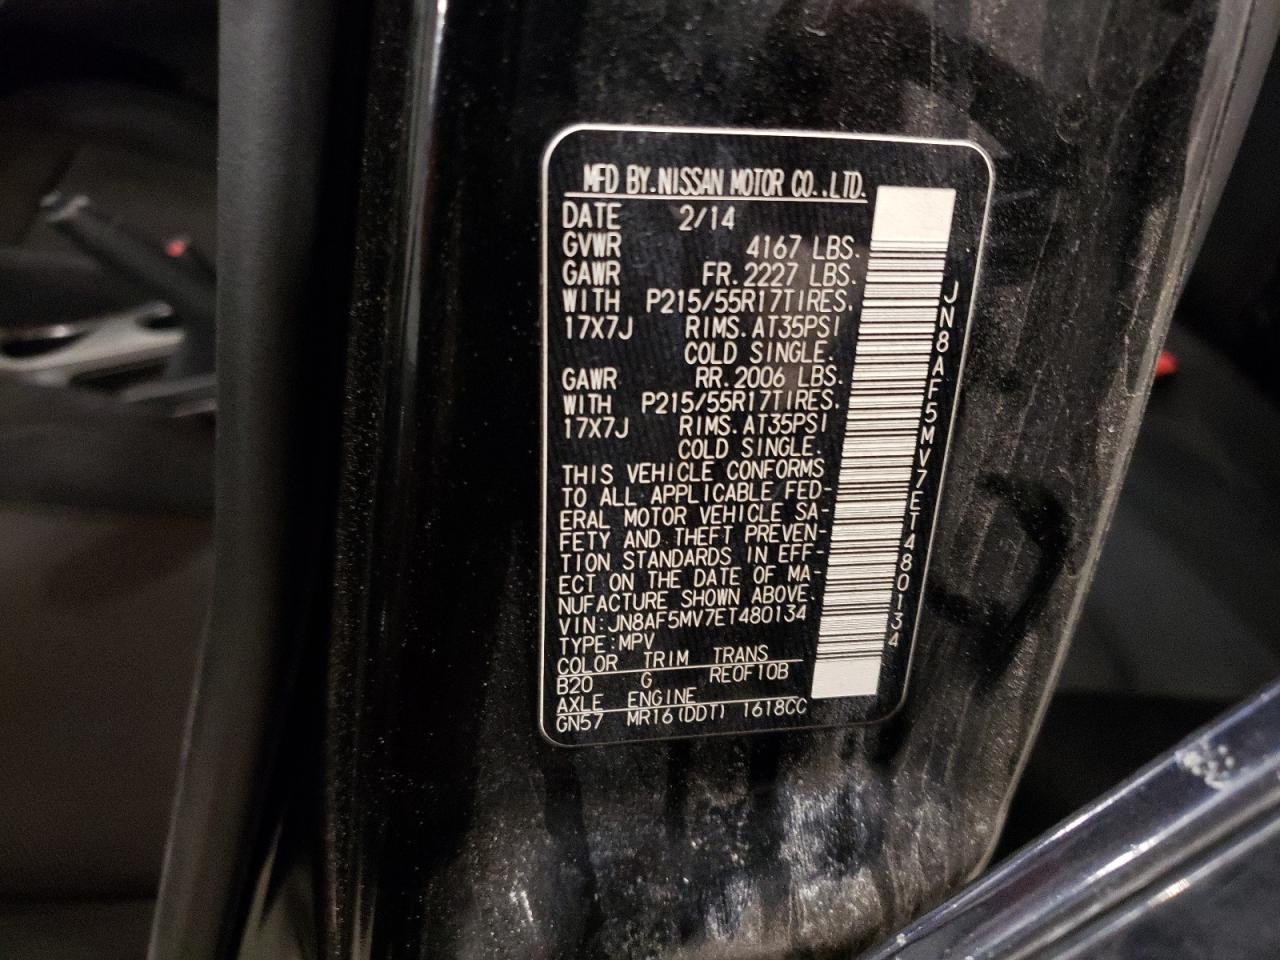 MFD BY.NISSAN MOTOR CO.,LTD.
DATE 2/14
GVWR 4167 LBS.
GAWR FR.2227 LBS.
WITH P215/55R17TIRES.
17X7J RIMS.AT35PSI
COLD SINGLE.
GAWR RR.2006 LBS.
WITH P215/55R17TIRES.
17X7J RIMS.AT35PSI
COLD SINGLE.
THIS VEHICLE CONFORMS
TO ALL APPLICABLE FED-
ERAL MOTOR VEHICLE SA-
FETY AND THEFT PREVEN-
TION STANDARDS IN EFF-
ECT ON THE DATE OF MA-
NUFACTURE SHOWN ABOVE.
VIN:JN8AF5MV7ET480134
TYPE:MPV
COLOR TRIM TRANS
B20 G RE0F10B
AXLE ENGINE
GN57 MR16(DDT) 1618CC
JN8AF5MV7ET480134